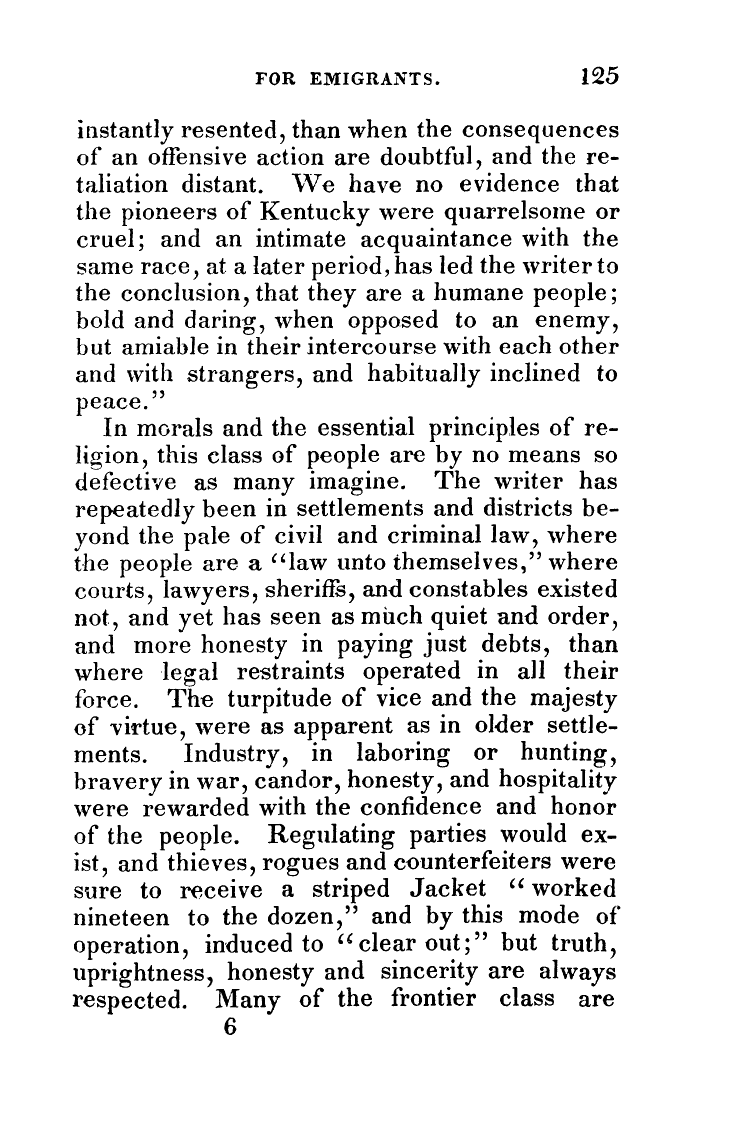 FOR EMIGRANTS. 125
instantly resented, than when the consequences
of an offensive action are doubtful, and the re-
taliation distant. We have no evidence that
the pioneers of Kentucky were quarrelsome or
cruel; and an intimate acquaintance with the
same race, at a later period, has led the writer to
the conclusion, that they are a humane people;
bold and daring, when opposed to an enemy,
but amiable in their intercourse with each other
and with strangers, and habitually inclined to
peace.”
In morals and the essential principles of re-
ligion, this class of people are by no means so
defective as many imagine. The writer has
repeatedly been in settlements and districts be-
yond the pale of civil and criminal law, where
the people are a “law unto themselves,” where
courts, lawyers, sheriffs, and constables existed
not, and yet has seen as much quiet and order,
and more honesty in paying just debts, than
where legal restraints operated in all their
force. The turpitude of vice and the majesty
of virtue, were as apparent as in older settle-
ments. Industry, in laboring or hunting,
bravery in war, candor, honesty, and hospitality
were rewarded with the confidence and honor
of the people. Regulating parties would ex-
ist, and thieves, rogues and counterfeiters were
sure to receive a striped Jacket “worked
nineteen to the dozen,” and by this mode of
operation, induced to “clear out;” but truth,
uprightness, honesty and sincerity are always
respected. Many of the frontier class are
6